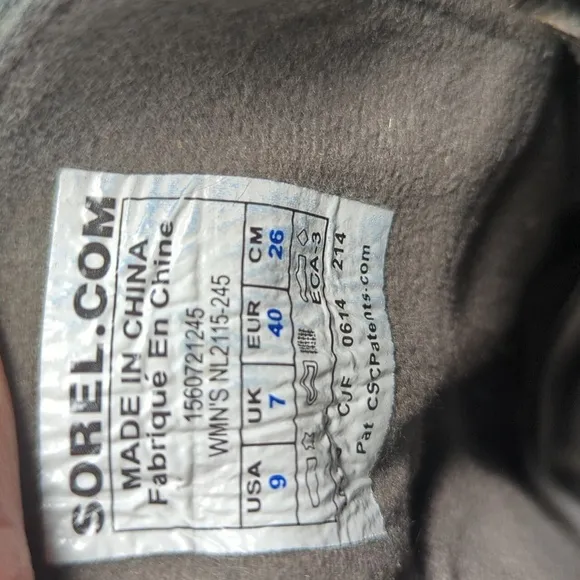 SOREL.COM
MADE IN CHINA
Fabriqué En Chine
1560721245
WMN'S NL2115-245
USA UK EUR CM
9 7 40 26
ECA-3
CJF 0614 214
Pat CSCPatents.com